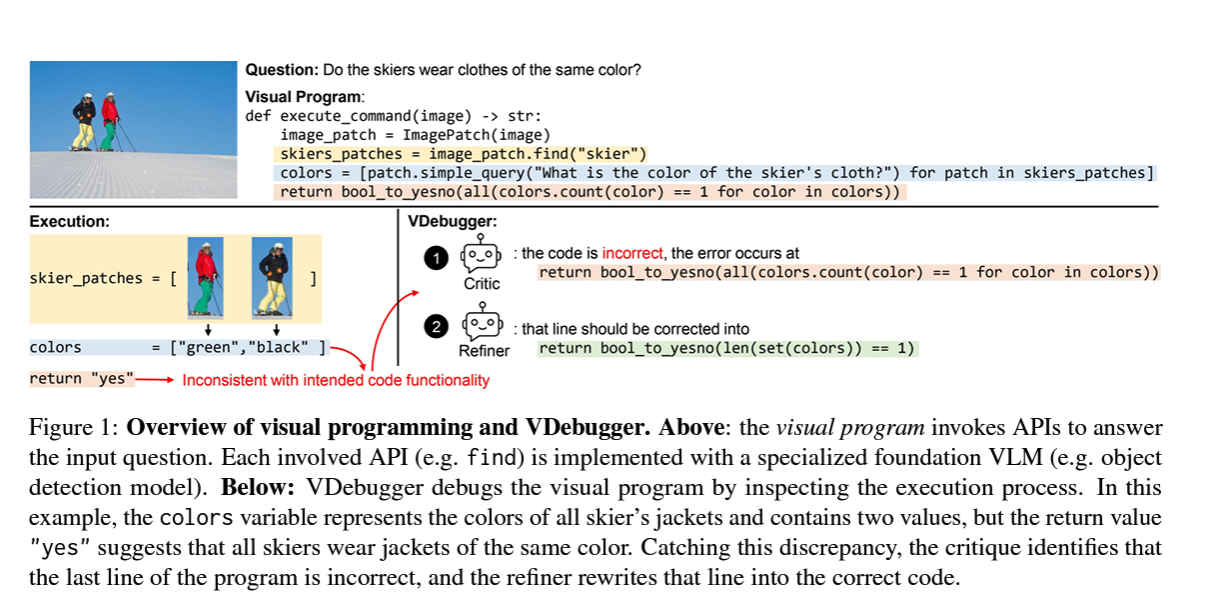 Question: Do the skiers wear clothes of the same color?
Visual Program:
def execute_command(image) -> str:
    image_patch = ImagePatch(image)
    skiers_patches = image_patch.find("skier")
    colors = [patch.simple_query("What is the color of the skier's cloth?") for patch in skiers_patches]
    return bool_to_yesno(all(colors.count(color) == 1 for color in colors))
Execution:
skier_patches = [ ]
colors = ["green","black" ]
return "yes"
Inconsistent with intended code functionality
VDebugger:
1
: the code is incorrect, the error occurs at
return bool_to_yesno(all(colors.count(color) == 1 for color in colors))
Critic
2
: that line should be corrected into
Refiner
return bool_to_yesno(len(set(colors)) == 1)
Figure 1: Overview of visual programming and VDebugger. Above: the visual program invokes APIs to answer
the input question. Each involved API (e.g. find) is implemented with a specialized foundation VLM (e.g. object
detection model). Below: VDebugger debugs the visual program by inspecting the execution process. In this
example, the colors variable represents the colors of all skier's jackets and contains two values, but the return value
"yes" suggests that all skiers wear jackets of the same color. Catching this discrepancy, the critique identifies that
the last line of the program is incorrect, and the refiner rewrites that line into the correct code.